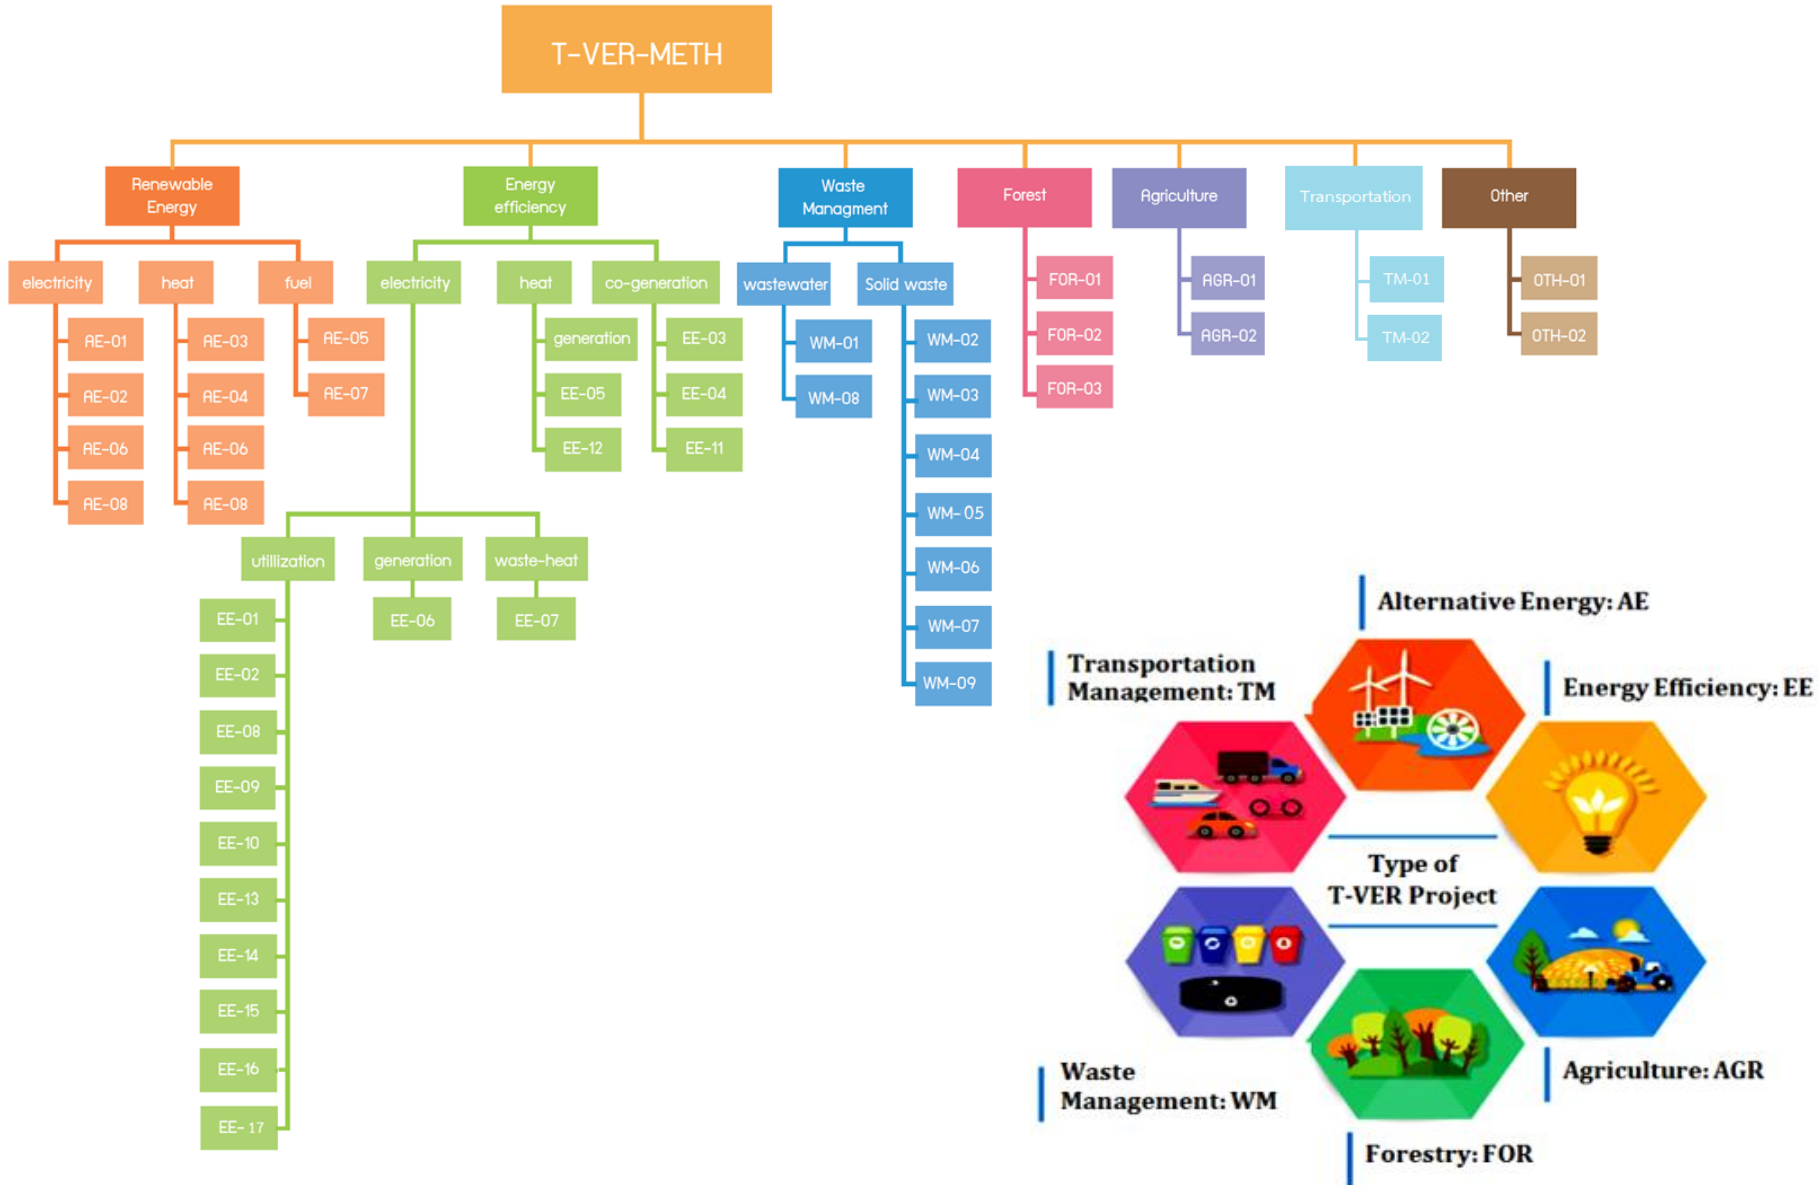 T-VER-METH
Renewable
Energy
electricity
AE-01
AE-02
AE-06
AE-08
heat
AE-03
AE-04
AE-06
AE-08
fuel
AE-05
AE-07
Energy
efficiency
electricity
utillization
EE-01
EE-02
EE-08
EE-09
EE-10
EE-13
EE-14
EE-15
EE-16
EE-17
generation
EE-06
waste-heat
EE-07
heat
generation
EE-05
EE-12
co-generation
EE-03
EE-04
EE-11
Waste
Managment
wastewater
WM-01
WM-08
Solid waste
WM-02
WM-03
WM-04
WM-05
WM-06
WM-07
WM-09
Forest
FOR-01
FOR-02
FOR-03
Agriculture
AGR-01
AGR-02
Transportation
TM-01
TM-02
Other
OTH-01
OTH-02
Alternative Energy: AE
Transportation
Management: TM
Energy Efficiency: EE
Type of
T-VER Project
Waste
Management: WM
Agriculture: AGR
Forestry: FOR